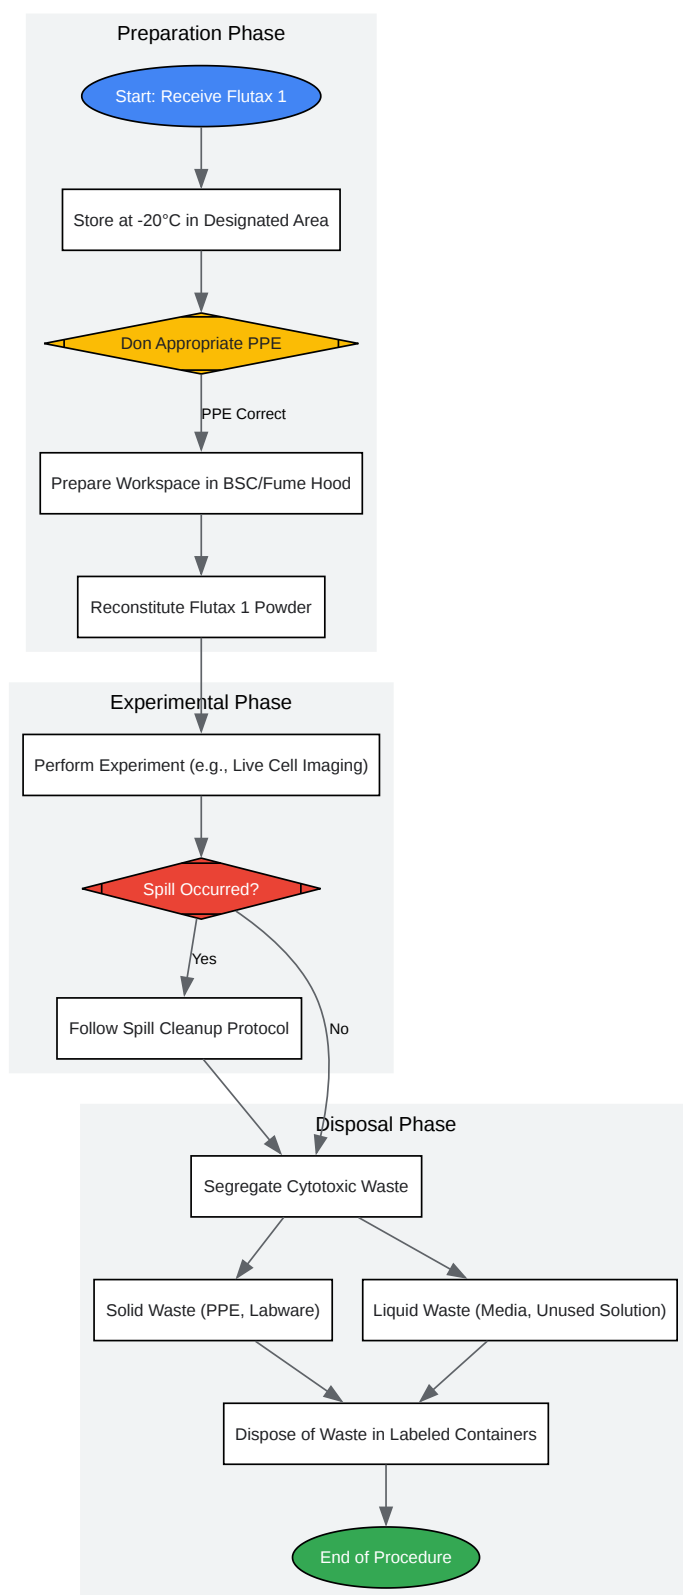 Preparation Phase
Start: Receive Flutax 1
Store at -20°C in Designated Area
Don Appropriate PPE
PPE Correct
Prepare Workspace in BSC/Fume Hood
Reconstitute Flutax 1 Powder
Experimental Phase
Perform Experiment (e.g., Live Cell Imaging)
Spill Occurred?
Yes
Follow Spill Cleanup Protocol
No
Disposal Phase
Segregate Cytotoxic Waste
Solid Waste (PPE, Labware)
Liquid Waste (Media, Unused Solution)
Dispose of Waste in Labeled Containers
End of Procedure